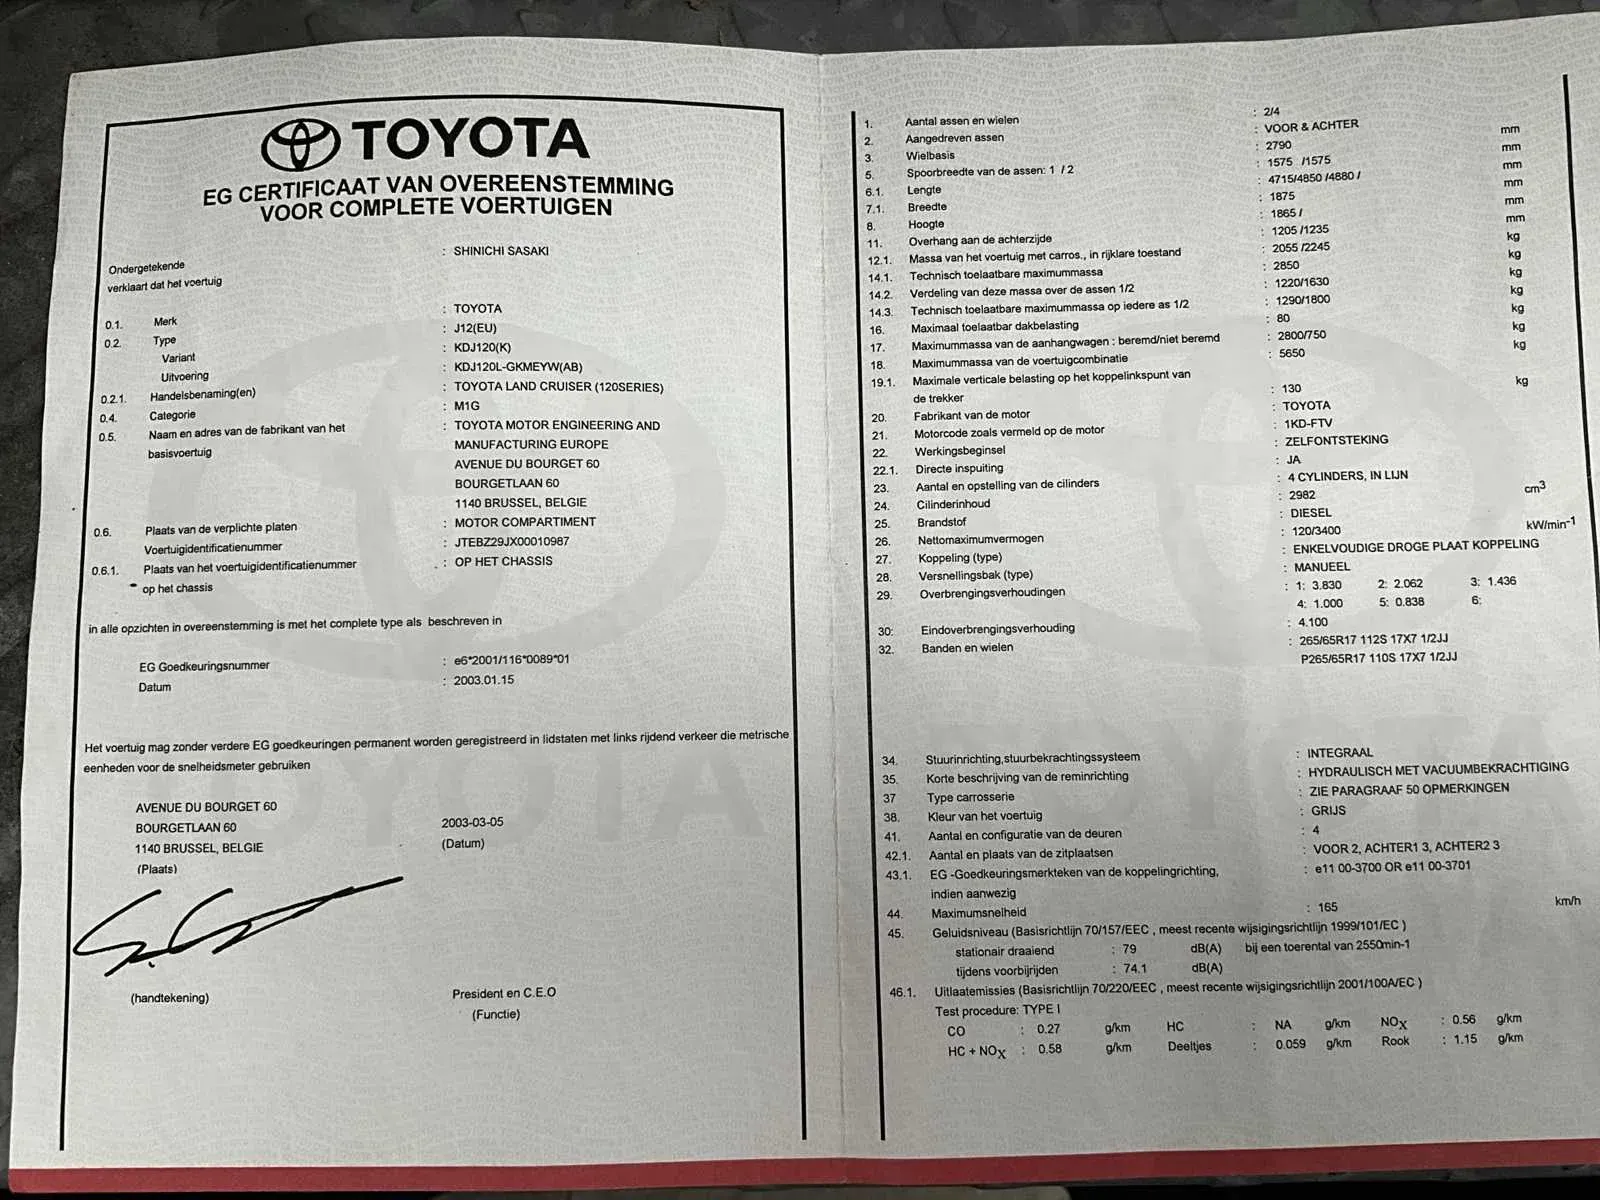 TOYOTA
EG CERTIFICAAT VAN OVEREENSTEMMING
VOOR COMPLETE VOERTUIGEN
Ondergetekende : SHINICHI SASAKI
verklaart dat het voertuig
0.1. Merk : TOYOTA
0.2. Type : J12(EU)
Variant : KDJ120(K)
Uitvoering : KDJ120L-GKMEYW(AB)
0.2.1. Handelsbenaming(en) : TOYOTA LAND CRUISER (120SERIES)
0.4. Categorie : M1G
0.5. Naam en adres van de fabrikant van het : TOYOTA MOTOR ENGINEERING AND
basisvoertuig MANUFACTURING EUROPE
AVENUE DU BOURGET 60
BOURGETLAAN 60
1140 BRUSSEL, BELGIE
0.6. Plaats van de verplichte platen : MOTOR COMPARTIMENT
Voertuigidentificatienummer : JTEBZ29JX00010987
0.6.1. Plaats van het voertuigidentificatienummer : OP HET CHASSIS
op het chassis
in alle opzichten in overeenstemming is met het complete type als beschreven in
EG Goedkeuringsnummer : e6*2001/116*0089*01
Datum : 2003.01.15
Het voertuig mag zonder verdere EG goedkeuringen permanent worden geregistreerd in lidstaten met links rijdend verkeer die metrische
eenheden voor de snelheidsmeter gebruiken
AVENUE DU BOURGET 60
BOURGETLAAN 60 2003-03-05
1140 BRUSSEL, BELGIE (Datum)
(Plaats)
(handtekening) President en C.E.O
(Functie)
1. Aantal assen en wielen : 2/4
2. Aangedreven assen : VOOR & ACHTER
3. Wielbasis : 2790 mm
5. Spoorbreedte van de assen: 1 / 2 : 1575 /1575 mm
6.1. Lengte : 4715/4850 /4880 / mm
7.1. Breedte : 1875 mm
8. Hoogte : 1865 / mm
11. Overhang aan de achterzijde : 1205 /1235 mm
12.1. Massa van het voertuig met carros., in rijklare toestand : 2055 /2245 kg
14.1. Technisch toelaatbare maximummassa : 2850 kg
14.2. Verdeling van deze massa over de assen 1/2 : 1220/1630 kg
14.3. Technisch toelaatbare maximummassa op iedere as 1/2 : 1290/1800 kg
16. Maximaal toelaatbar dakbelasting : 80 kg
17. Maximummassa van de aanhangwagen : beremd/niet beremd : 2800/750 kg
18. Maximummassa van de voertuigcombinatie : 5650 kg
19.1. Maximale verticale belasting op het koppelinkspunt van
de trekker : 130 kg
20. Fabrikant van de motor : TOYOTA
21. Motorcode zoals vermeld op de motor : 1KD-FTV
22. Werkingsbeginsel : ZELFONTSTEKING
22.1. Directe inspuiting : JA
23. Aantal en opstelling van de cilinders : 4 CYLINDERS, IN LIJN
24. Cilinderinhoud : 2982 cm3
25. Brandstof : DIESEL
26. Nettomaximumvermogen : 120/3400 kW/min-1
27. Koppeling (type) : ENKELVOUDIGE DROGE PLAAT KOPPELING
28. Versnellingsbak (type) : MANUEEL
29. Overbrengingsverhoudingen : 1: 3.830 2: 2.062 3: 1.436
4: 1.000 5: 0.838 6:
30: Eindoverbrengingsverhouding : 4.100
32. Banden en wielen : 265/65R17 112S 17X7 1/2JJ
P265/65R17 110S 17X7 1/2JJ
34. Stuurinrichting,stuurbekrachtingssysteem : INTEGRAAL
35. Korte beschrijving van de reminrichting : HYDRAULISCH MET VACUUMBEKRACHTIGING
37 Type carrosserie : ZIE PARAGRAAF 50 OPMERKINGEN
38. Kleur van het voertuig : GRIJS
41. Aantal en configuratie van de deuren : 4
42.1. Aantal en plaats van de zitplaatsen : VOOR 2, ACHTER1 3, ACHTER2 3
43.1. EG -Goedkeuringsmerkteken van de koppelingrichting, : e11 00-3700 OR e11 00-3701
indien aanwezig
44. Maximumsnelheid : 165 km/h
45. Geluidsniveau (Basisrichtlijn 70/157/EEC , meest recente wijsigingsrichtlijn 1999/101/EC )
stationair draaiend : 79 dB(A) bij een toerental van 2550min-1
tijdens voorbijrijden : 74.1 dB(A)
46.1. Uitlaatemissies (Basisrichtlijn 70/220/EEC , meest recente wijsigingsrichtlijn 2001/100A/EC )
Test procedure: TYPE I
CO : 0.27 g/km HC : NA g/km NOX : 0.56 g/km
HC + NOX : 0.58 g/km Deeltjes : 0.059 g/km Rook : 1.15 g/km